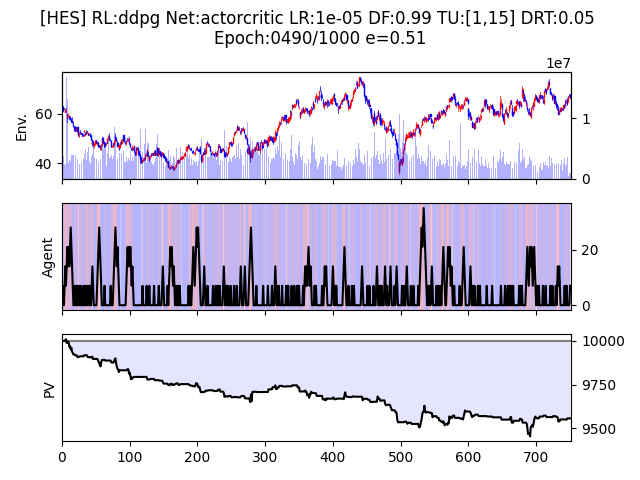 [HES] RL:ddpg Net:actorcritic LR:1e-05 DF:0.99 TU:[1,15] DRT:0.05
Epoch:0490/1000 e=0.51
1e7
Env.
60
40
1
0
Agent
20
0
PV
10000
9750
9500
0 100 200 300 400 500 600 700